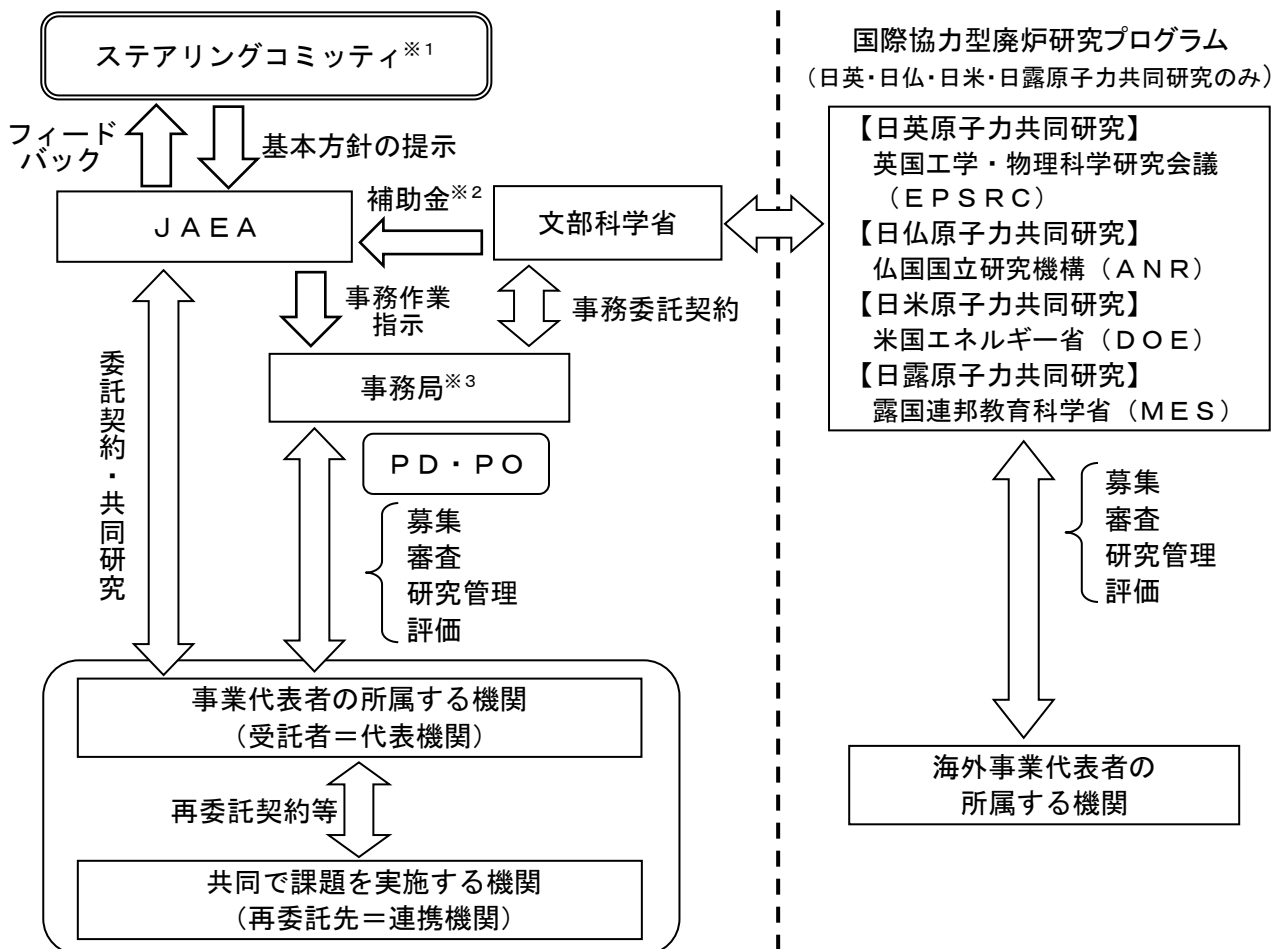 ステアリングコミッティ※1
フィード
バック
基本方針の提示
JAEA
補助金※2
文部科学省
事務作業
指示
事務委託契約
事務局※3
PD・PO
募集
審査
研究管理
評価
委託契約・共同研究
事業代表者の所属する機関
(受託者=代表機関)
再委託契約等
共同で課題を実施する機関
(再委託先=連携機関)
国際協力型廃炉研究プログラム
(日英・日仏・日米・日露原子力共同研究のみ)
【日英原子力共同研究】
英国工学・物理科学研究会議
(EPSRC)
【日仏原子力共同研究】
仏国国立研究機構(ANR)
【日米原子力共同研究】
米国エネルギー省(DOE)
【日露原子力共同研究】
露国連邦教育科学省(MES)
募集
審査
研究管理
評価
海外事業代表者の
所属する機関